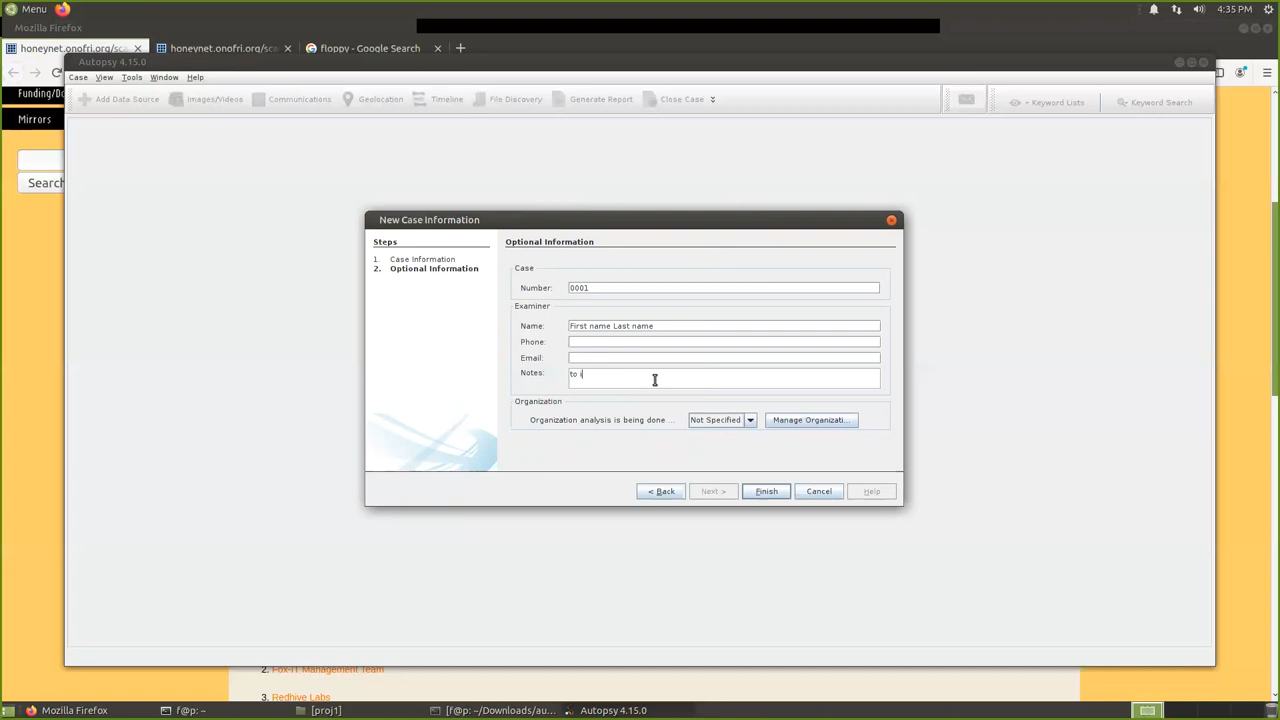 Menu
4:35 PM
Mozilla Firefox
honeynet.onofri.org/sca
honeynet.onofri.org/sca
floppy - Google Search
Autopsy 4.15.0
Case View Tools Window Help
Funding/Do
Add Data Source Images/Videos Communications Geolocation Timeline File Discovery Generate Report Close Case Keyword Lists Keyword Search
Mirrors
Search
New Case Information
Steps
1. Case Information
2. Optional Information
Optional Information
Case
Number: 0001
Examiner
Name: First name Last name
Phone:
Email:
Notes: to i
Organization
Organization analysis is being done ... Not Specified Manage Organizati...
< Back Next > Finish Cancel Help
2. Fox-IT Management Team
3. Redhive Labs
Mozilla Firefox f@p: ~ [proj1] [f@p: ~/Downloads/au... Autopsy 4.15.0